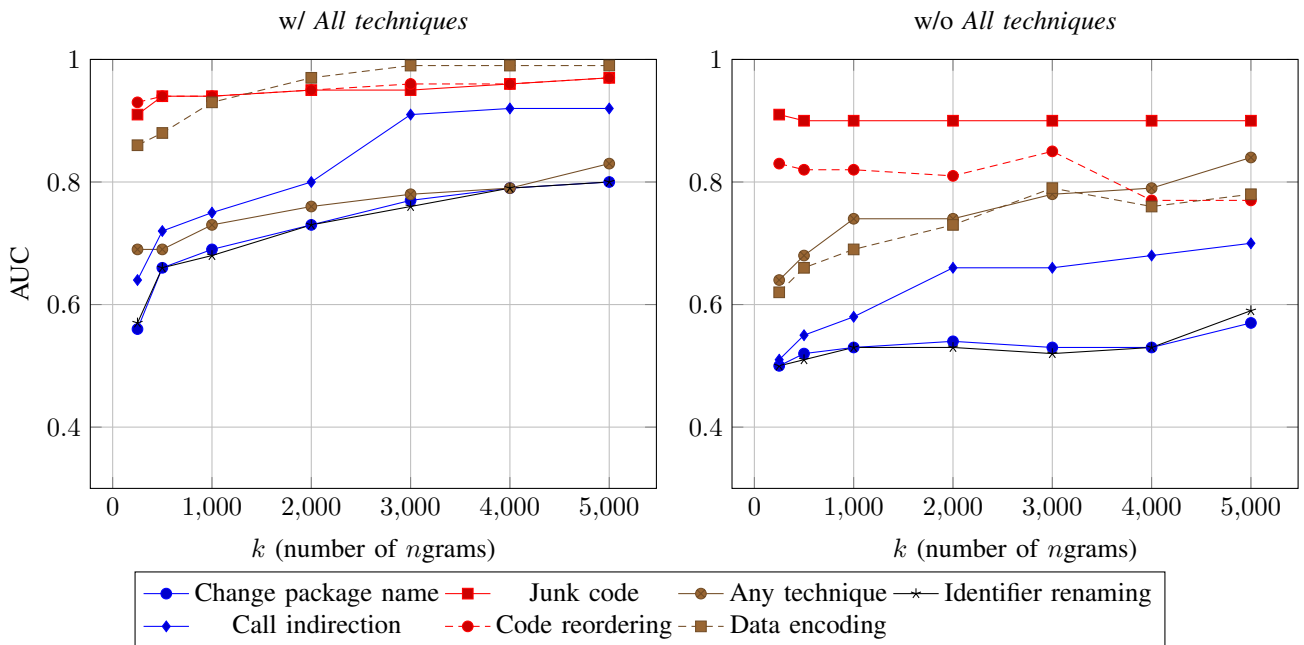 w/ All techniques
w/o All techniques
1
0.8
0.6
0.4
AUC
0 1,000 2,000 3,000 4,000 5,000
k (number of ngrams)
1
0.8
0.6
0.4
0 1,000 2,000 3,000 4,000 5,000
k (number of ngrams)
Change package name Junk code Any technique Identifier renaming
Call indirection Code reordering Data encoding